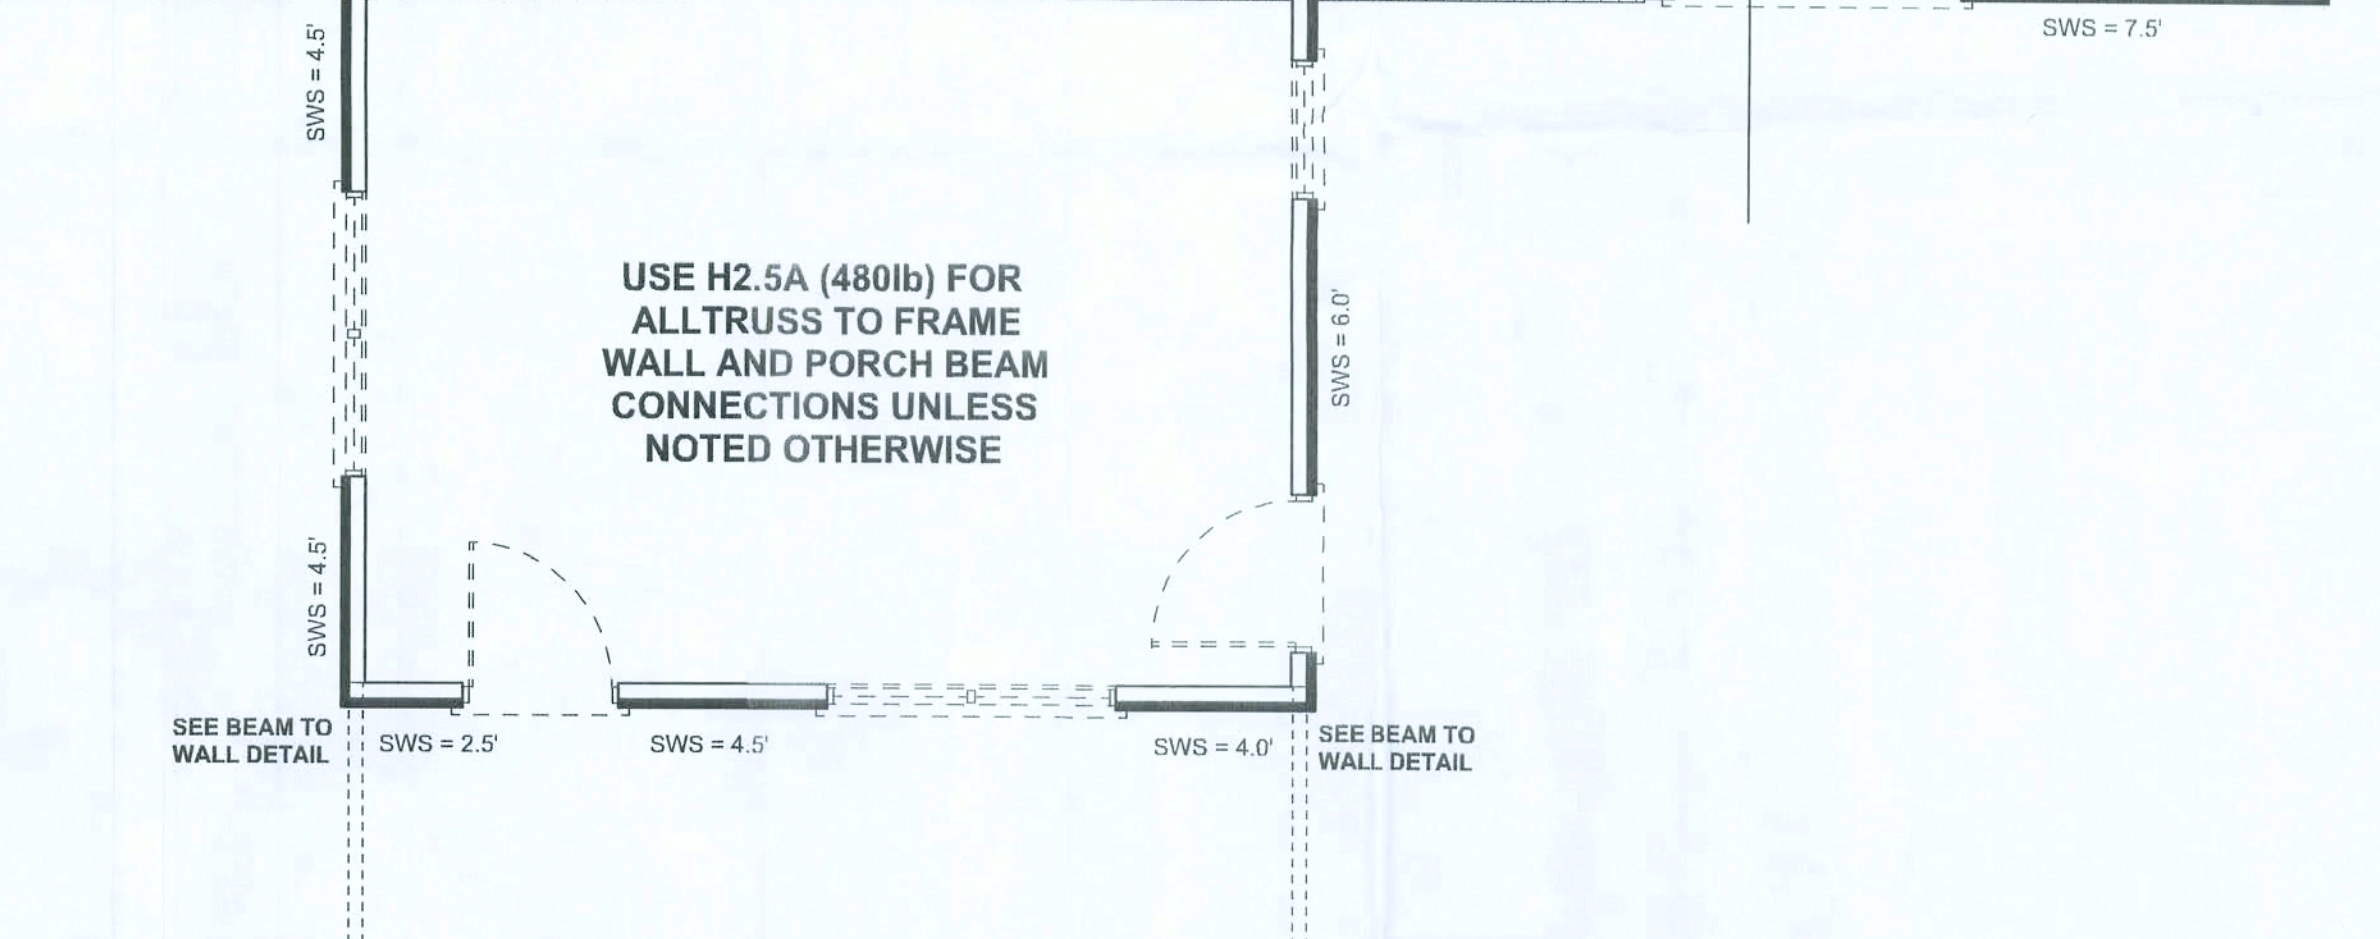 SWS = 4.5'
SWS = 7.5'
USE H2.5A (480lb) FOR
ALLTRUSS TO FRAME
WALL AND PORCH BEAM
CONNECTIONS UNLESS
NOTED OTHERWISE
SWS = 6.0'
SWS = 4.5'
SEE BEAM TO
WALL DETAIL
SWS = 2.5'
SWS = 4.5'
SWS = 4.0'
SEE BEAM TO
WALL DETAIL